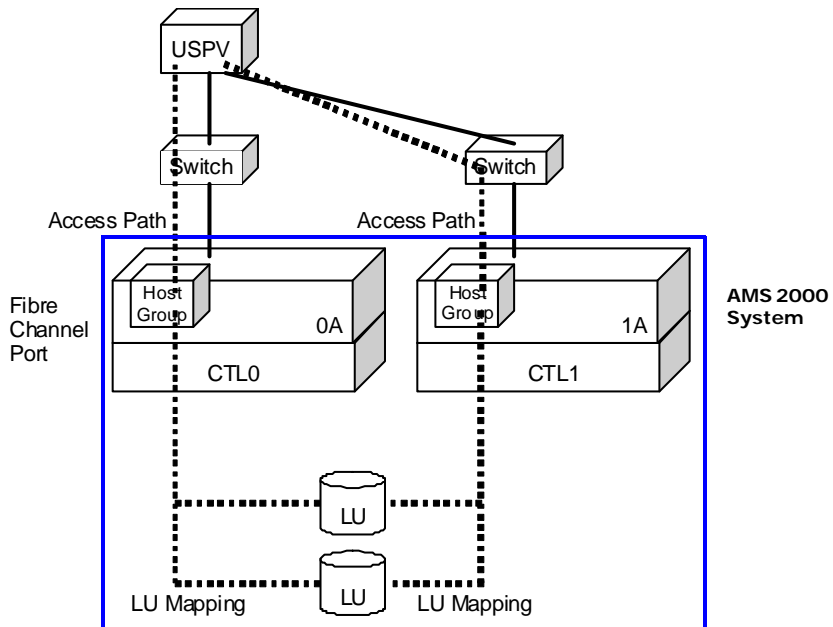 USPV
Switch
Switch
Access Path
Access Path
Fibre
Channel
Port
Host
Group
0A
Host
Group
1A
AMS 2000
System
CTL0
CTL1
LU
LU
LU Mapping
LU Mapping